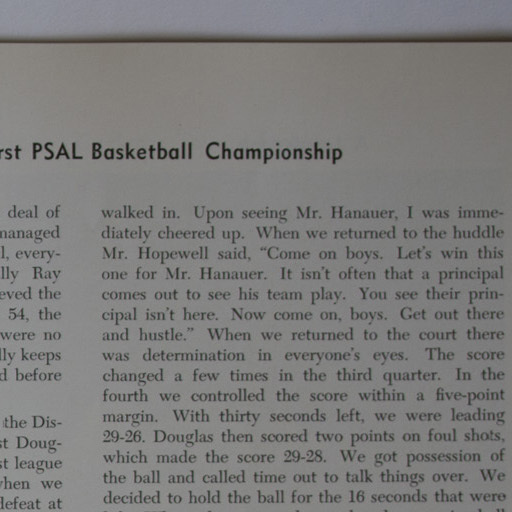 rst PSAL Basketball Championship
deal of
managed
l, every-
lly Ray
eved the
54, the
were no
lly keeps
d before
the Dis-
st Doug-
st league
when we
defeat at
walked in. Upon seeing Mr. Hanauer, I was imme-
diately cheered up. When we returned to the huddle
Mr. Hopewell said, “Come on boys. Let's win this
one for Mr. Hanauer. It isn't often that a principal
comes out to see his team play. You see their prin-
cipal isn't here. Now come on, boys. Get out there
and hustle.” When we returned to the court there
was determination in everyone's eyes. The score
changed a few times in the third quarter. In the
fourth we controlled the score within a five-point
margin. With thirty seconds left, we were leading
29-26. Douglas then scored two points on foul shots,
which made the score 29-28. We got possession of
the ball and called time out to talk things over. We
decided to hold the ball for the 16 seconds that were